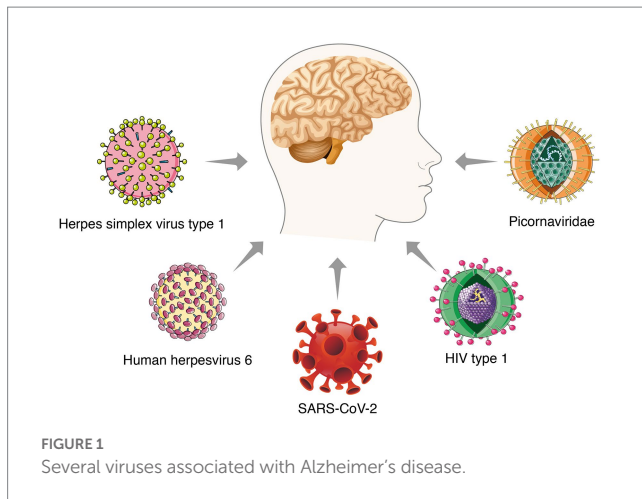 Herpes simplex virus type 1
Picornaviridae
Human herpesvirus 6
HIV type 1
SARS-CoV-2
FIGURE 1
Several viruses associated with Alzheimer’s disease.